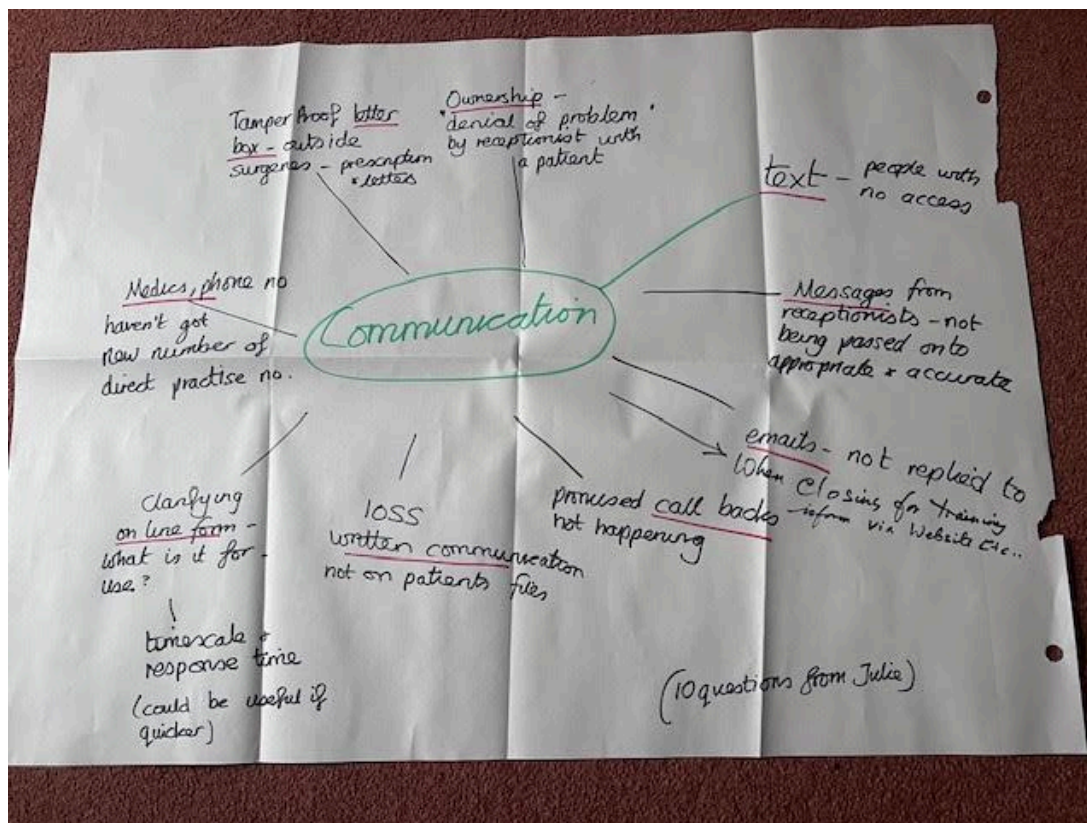 Communication
Tamper Proof letter
box - outside
surgeries - prescription
& letters
"Ownership -
denial of problem"
by receptionist with
a patient
text - people with
no access
Messages from
receptionists - not
being passed onto
appropriate & accurate
emails - not replied to
When closing for training
- inform via Website Etc..
promised call backs
not happening
loss
written communication
not on patients files
Clarifying
on line form -
what is it for -
use?
timescale &
response time
(could be useful if
quicker)
Medics, phone no
haven't got
new number of
direct practise no.
(10 questions from Julie)